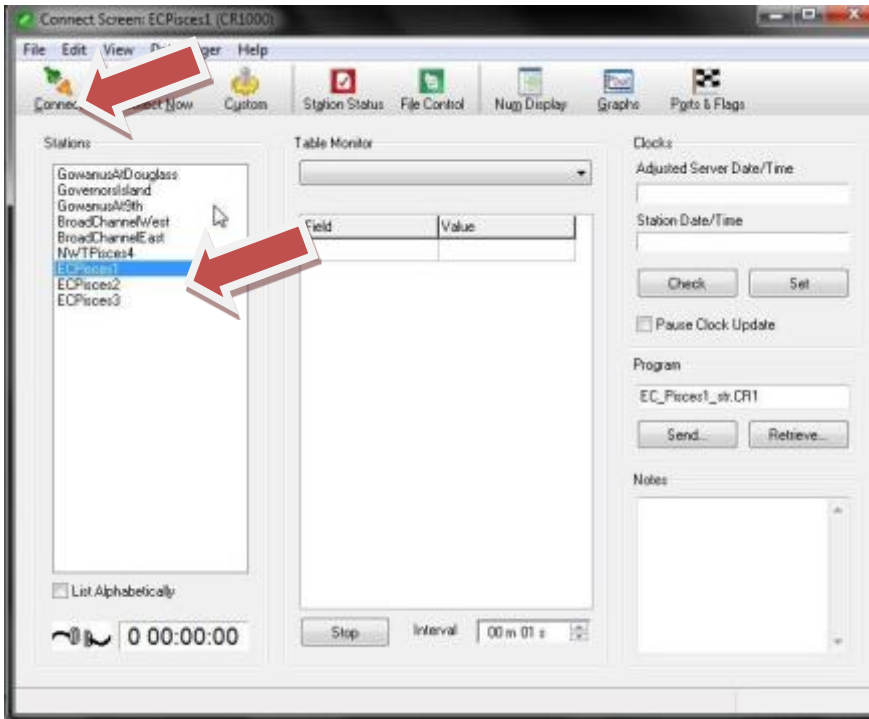 Connect Screen: ECPisces1 (CR1000)
File Edit View Help
Connect Now Custom Station Status File Control Num Display Graphs Ports & Flags
Stations
GowanusAtDouglass
GovernorsIsland
GowanusAt9th
BroadChannelWest
BroadChannelEast
NWTPisces4
ECPisces1
ECPisces2
ECPisces3
List Alphabetically
0 00:00:00
Table Monitor
Field Value
Stop Interval 00 m 01 s
Clocks
Adjusted Server Date/Time
Station Date/Time
Check Set
Pause Clock Update
Program
EC_Pisces1_str.CR1
Send... Retrieve...
Notes